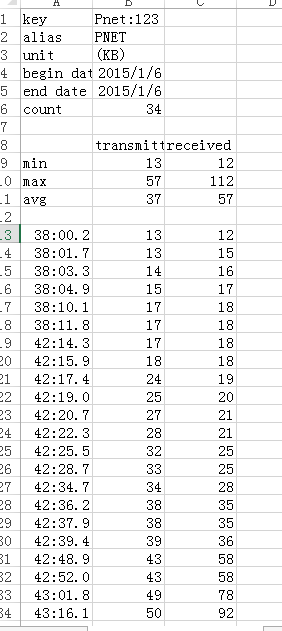 A B C
1 key Pnet:123
2 alias PNET
3 unit (KB)
4 begin dat 2015/1/6
5 end date 2015/1/6
6 count 34
7
8 transmitt received
9 min 13 12
10 max 57 112
11 avg 37 57
12
13 38:00.2 13 12
14 38:01.7 13 15
15 38:03.3 14 16
16 38:04.9 15 17
17 38:10.1 17 18
18 38:11.8 17 18
19 42:14.3 17 18
20 42:15.9 18 18
21 42:17.4 24 19
22 42:19.0 25 20
23 42:20.7 27 21
24 42:22.3 28 21
25 42:25.5 32 25
26 42:28.7 33 25
27 42:34.7 34 28
28 42:36.2 38 35
29 42:37.9 38 35
30 42:39.4 39 36
31 42:48.9 43 58
32 42:52.0 43 58
33 43:01.8 49 78
34 43:16.1 50 92